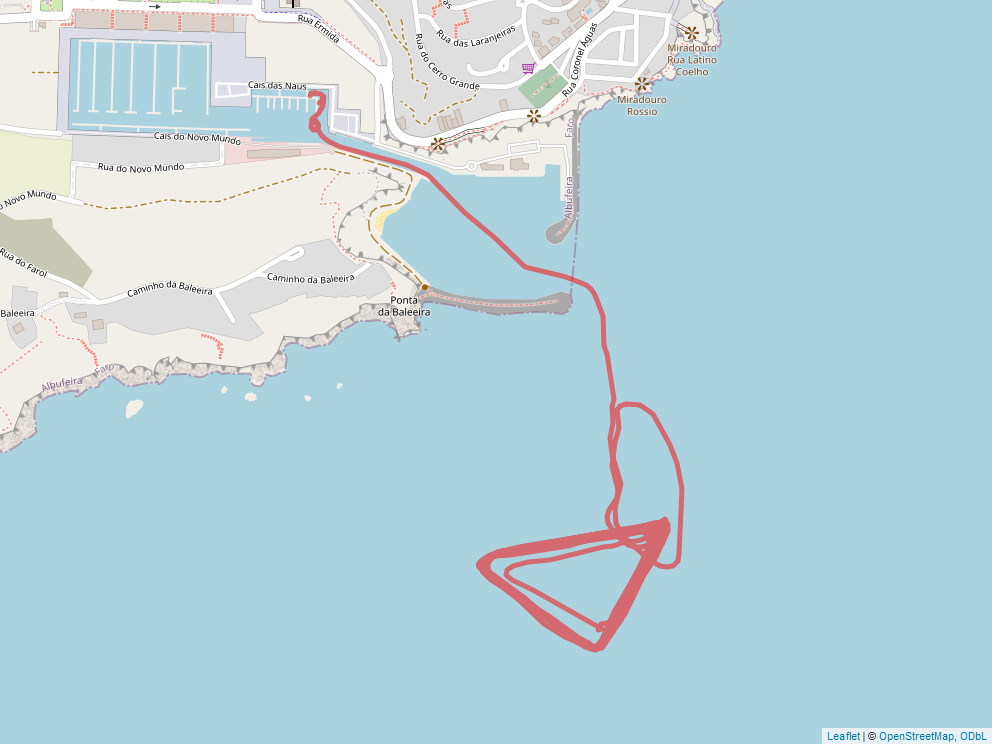 as
Rua Ermida
Rua das Laranjeiras
Rua do Cerro Grande
Rua Coronel Águas
Miradouro
Rua Latino
Coelho
Cais das Naus
Miradouro
Rossio
Faro
Albufeira
Cais do Novo Mundo
Rua do Novo Mundo
o Novo Mundo
Rua do Farol
Caminho da Baleeira
Caminho da Baleeira
Baleeira
Ponta
da Baleeira
Albufeira
Faro
Leaflet | © OpenStreetMap, ODbL